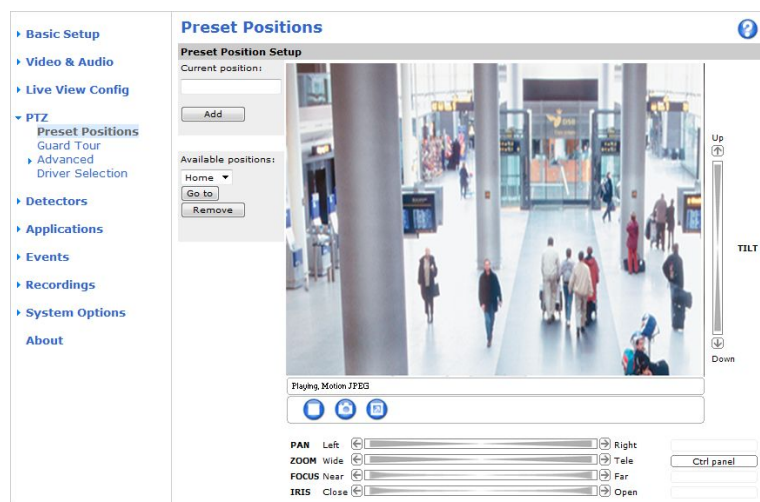 Basic Setup
Video & Audio
Live View Config
PTZ
Preset Positions
Guard Tour
Advanced
Driver Selection
Detectors
Applications
Events
Recordings
System Options
About
Preset Positions
?
Preset Position Setup
Current position:
Add
Available positions:
Home
Go to
Remove
DSB
Up
TILT
Down
Playing, Motion JPEG
PAN Left Right
ZOOM Wide Tele Ctrl panel
FOCUS Near Far
IRIS Close Open